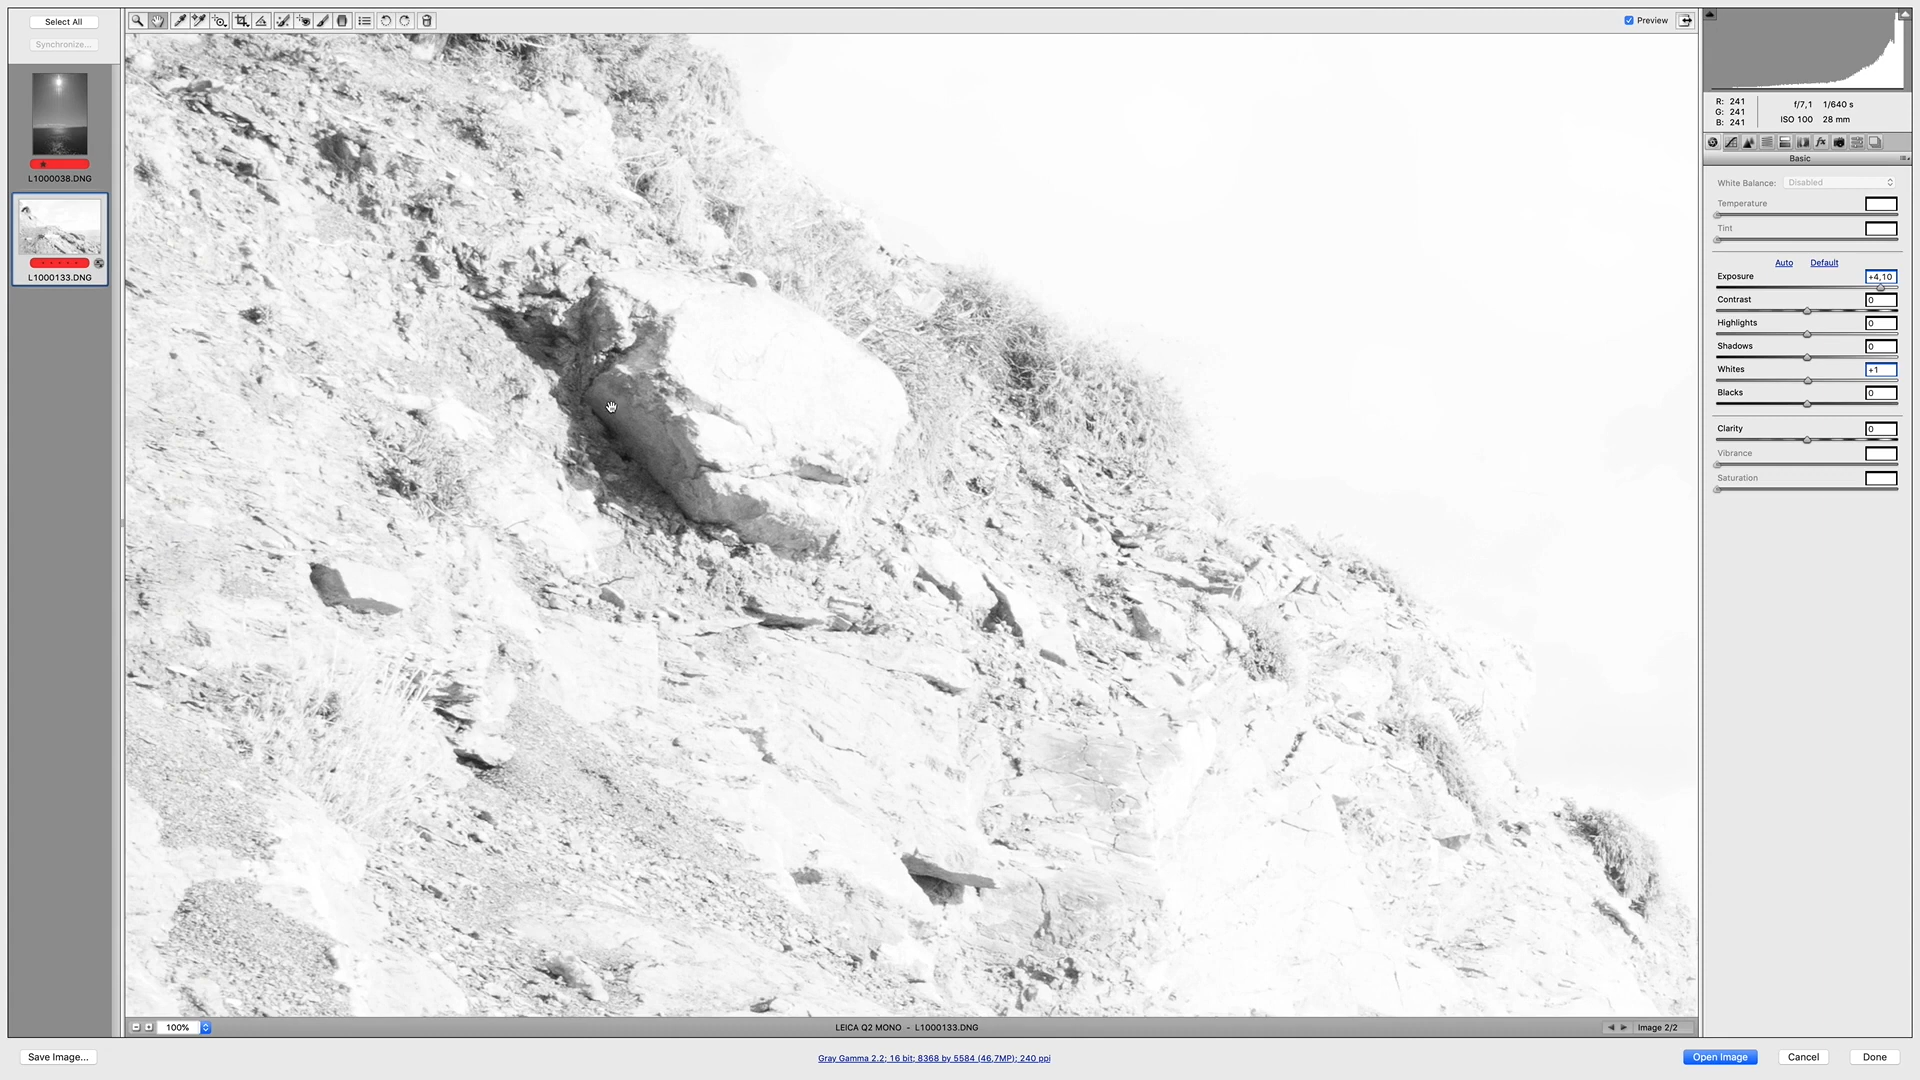 Select All
Synchronize...
L1000038.DNG
L1000133.DNG
Preview
R: 241
G: 241
B: 241
f/7,1 1/640 s
ISO 100 28 mm
Basic
White Balance: Disabled
Temperature
Tint
Auto Default
Exposure +4,10
Contrast 0
Highlights 0
Shadows 0
Whites +1
Blacks 0
Clarity 0
Vibrance
Saturation
100%
LEICA Q2 MONO - L1000133.DNG
Image 2/2
Save Image...
Gray Gamma 2.2; 16 bit; 8368 by 5584 (46,7MP); 240 ppi
Open Image
Cancel
Done